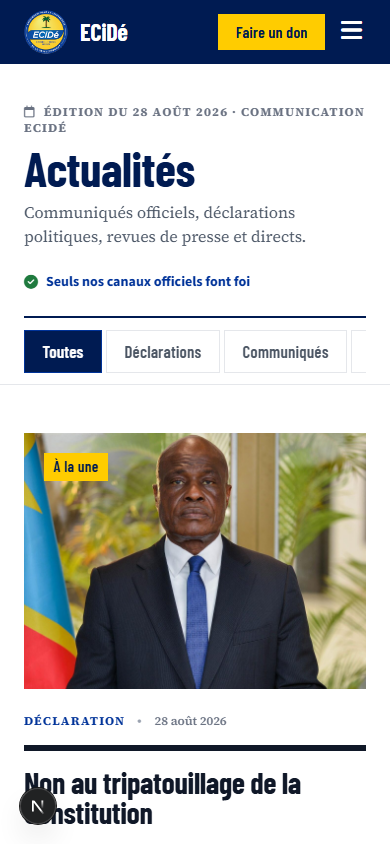 ECiDé
ECiDé
Faire un don
ÉDITION DU 28 AOÛT 2026 · COMMUNICATION
ECIDÉ
Actualités
Communiqués officiels, déclarations
politiques, revues de presse et directs.
Seuls nos canaux officiels font foi
Toutes
Déclarations
Communiqués
À la une
DÉCLARATION • 28 août 2026
Non au tripatouillage de la
N